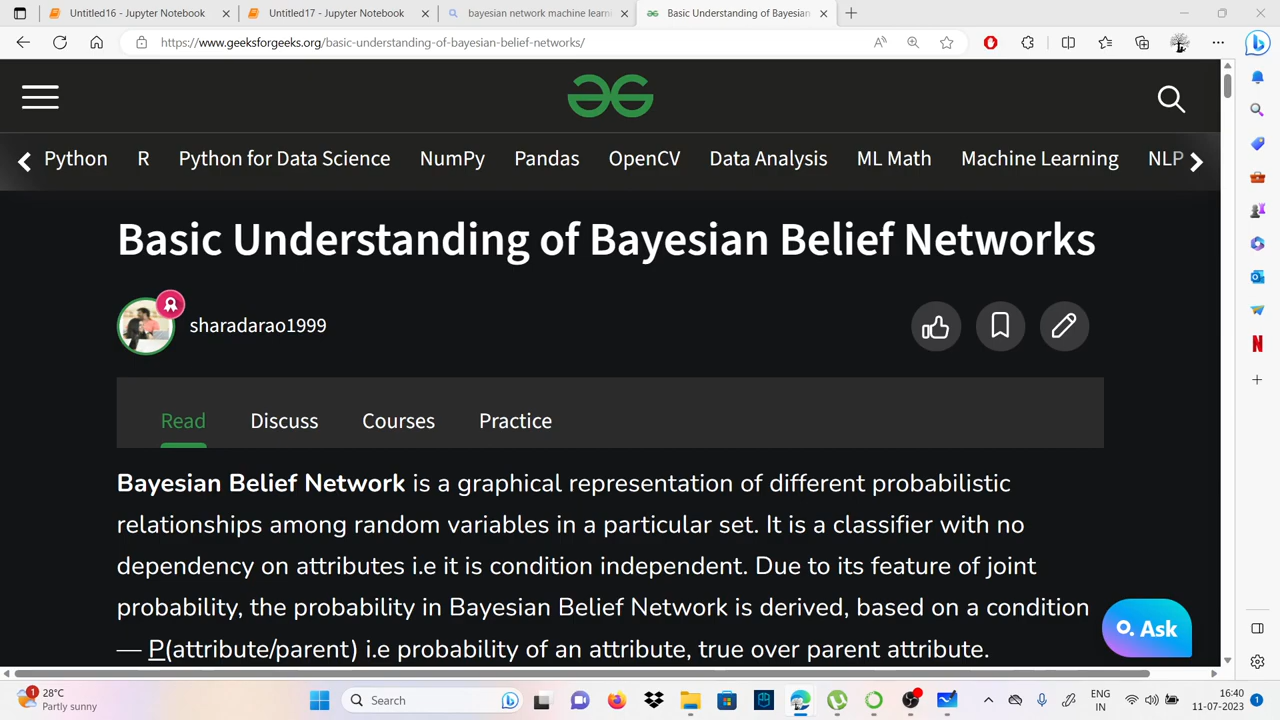 Untitled16 - Jupyter Notebook
Untitled17 - Jupyter Notebook
bayesian network machine learni
Basic Understanding of Bayesian
https://www.geeksforgeeks.org/basic-understanding-of-bayesian-belief-networks/
Python R Python for Data Science NumPy Pandas OpenCV Data Analysis ML Math Machine Learning NLP
Basic Understanding of Bayesian Belief Networks
sharadarao1999
Read Discuss Courses Practice
Bayesian Belief Network is a graphical representation of different probabilistic
relationships among random variables in a particular set. It is a classifier with no
dependency on attributes i.e it is condition independent. Due to its feature of joint
probability, the probability in Bayesian Belief Network is derived, based on a condition
— P(attribute/parent) i.e probability of an attribute, true over parent attribute.
Ask
1
28°C
Partly sunny
Search
ENG
IN
16:40
11-07-2023
1